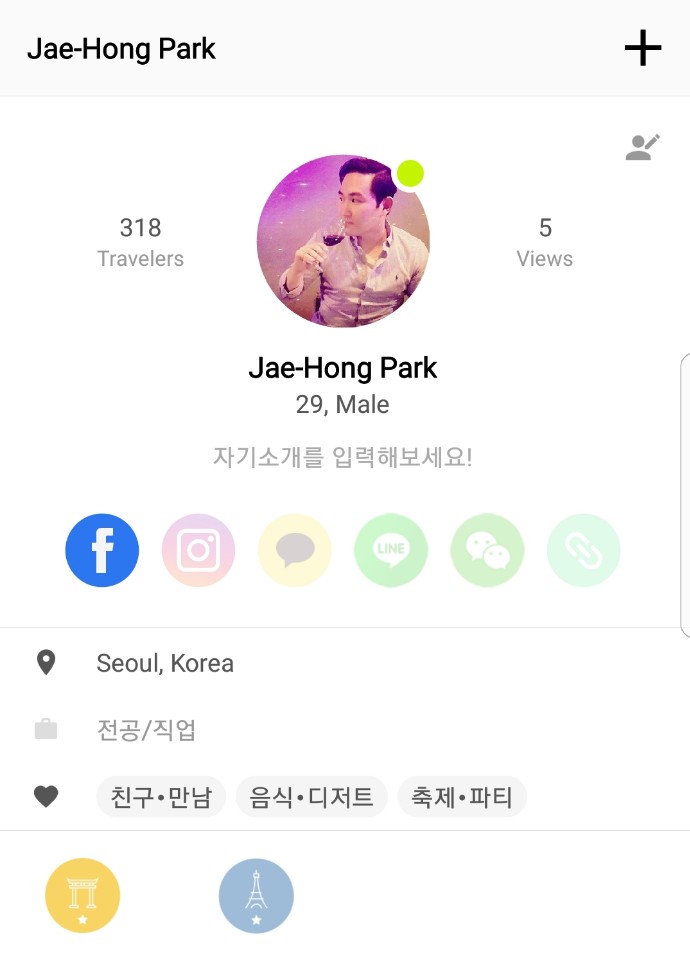 Jae-Hong Park
318
Travelers
5
Views
Jae-Hong Park
29, Male
자기소개를 입력해보세요!
LINE
Seoul, Korea
전공/직업
친구•만남 음식•디저트 축제•파티